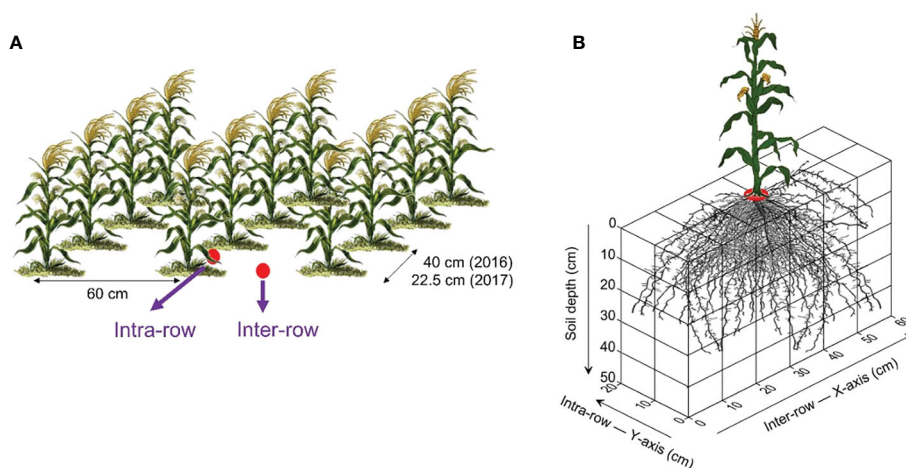 A
60 cm
40 cm (2016)
22.5 cm (2017)
Intra-row
Inter-row
B
Soil depth (cm)
0
10
20
30
40
50
20
10
0
Intra-row — Y-axis (cm)
0
10
20
30
40
50
60
Inter-row — X-axis (cm)